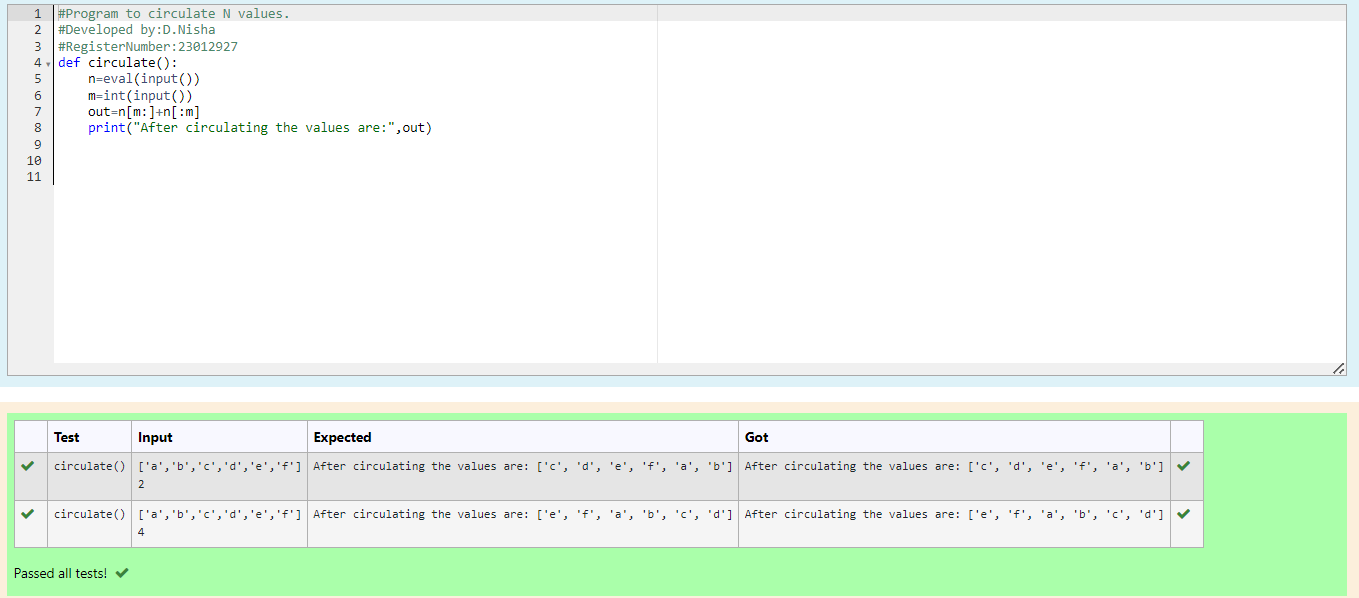 1 #Program to circulate N values.
2 #Developed by:D.Nisha
3 #RegisterNumber:23012927
4 def circulate():
5     n=eval(input())
6     m=int(input())
7     out=n[m:]+n[:m]
8     print("After circulating the values are:",out)
9
10
11
Test Input Expected Got
circulate() ['a','b','c','d','e','f'] After circulating the values are: ['c', 'd', 'e', 'f', 'a', 'b'] After circulating the values are: ['c', 'd', 'e', 'f', 'a', 'b']
2
circulate() ['a','b','c','d','e','f'] After circulating the values are: ['e', 'f', 'a', 'b', 'c', 'd'] After circulating the values are: ['e', 'f', 'a', 'b', 'c', 'd']
4
Passed all tests!